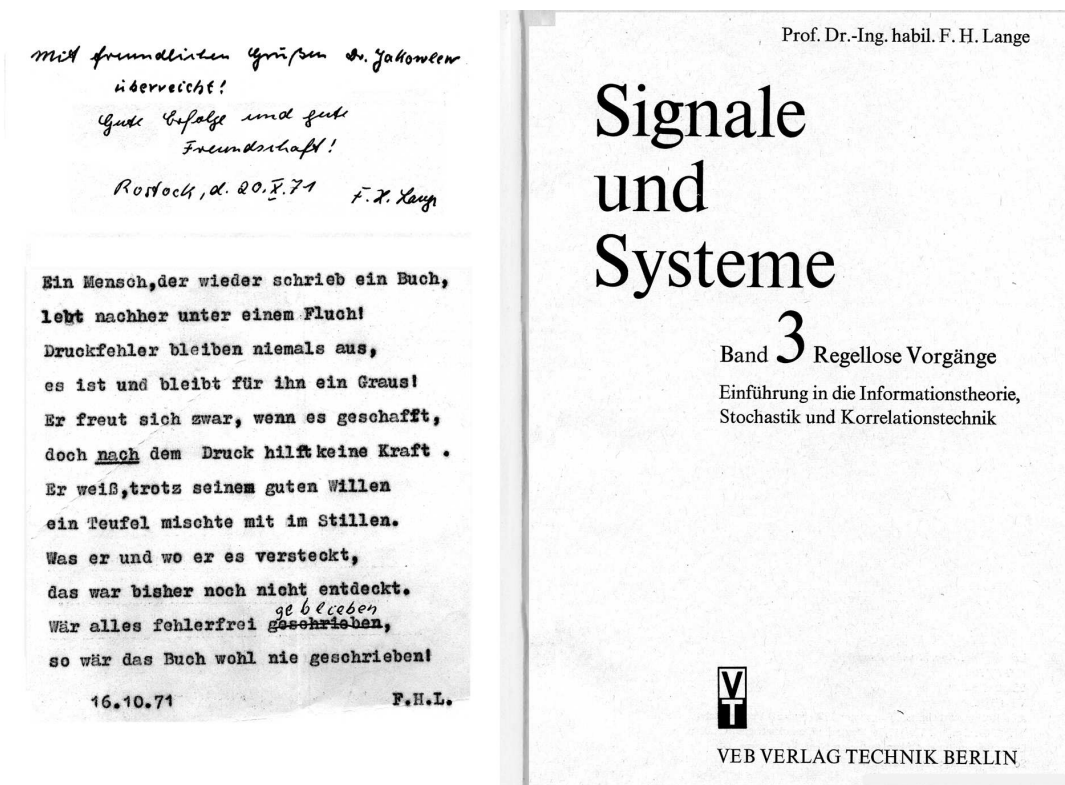 Mit freundlichen Grüßen Dr. Jakowlew
überreicht!
Gute Erfolge und gute
Freundschaft!
Rostock, d. 20.X.71 F. H. Lange
Ein Mensch,der wieder schrieb ein Buch,
lebt nachher unter einem Fluch!
Druckfehler bleiben niemals aus,
es ist und bleibt für ihn ein Graus!
Er freut sich zwar, wenn es geschafft,
doch nach dem Druck hilft keine Kraft .
Er weiß,trotz seinem guten Willen
ein Teufel mischte mit im Stillen.
Was er und wo er es versteckt,
das war bisher noch nicht entdeckt.
geblieben
Wär alles fehlerfrei geschrieben,
so wär das Buch wohl nie geschrieben!
16.10.71 F.H.L.
Prof. Dr.-Ing. habil. F. H. Lange
Signale
und
Systeme
Band 3 Regellose Vorgänge
Einführung in die Informationstheorie,
Stochastik und Korrelationstechnik
VT
VEB VERLAG TECHNIK BERLIN